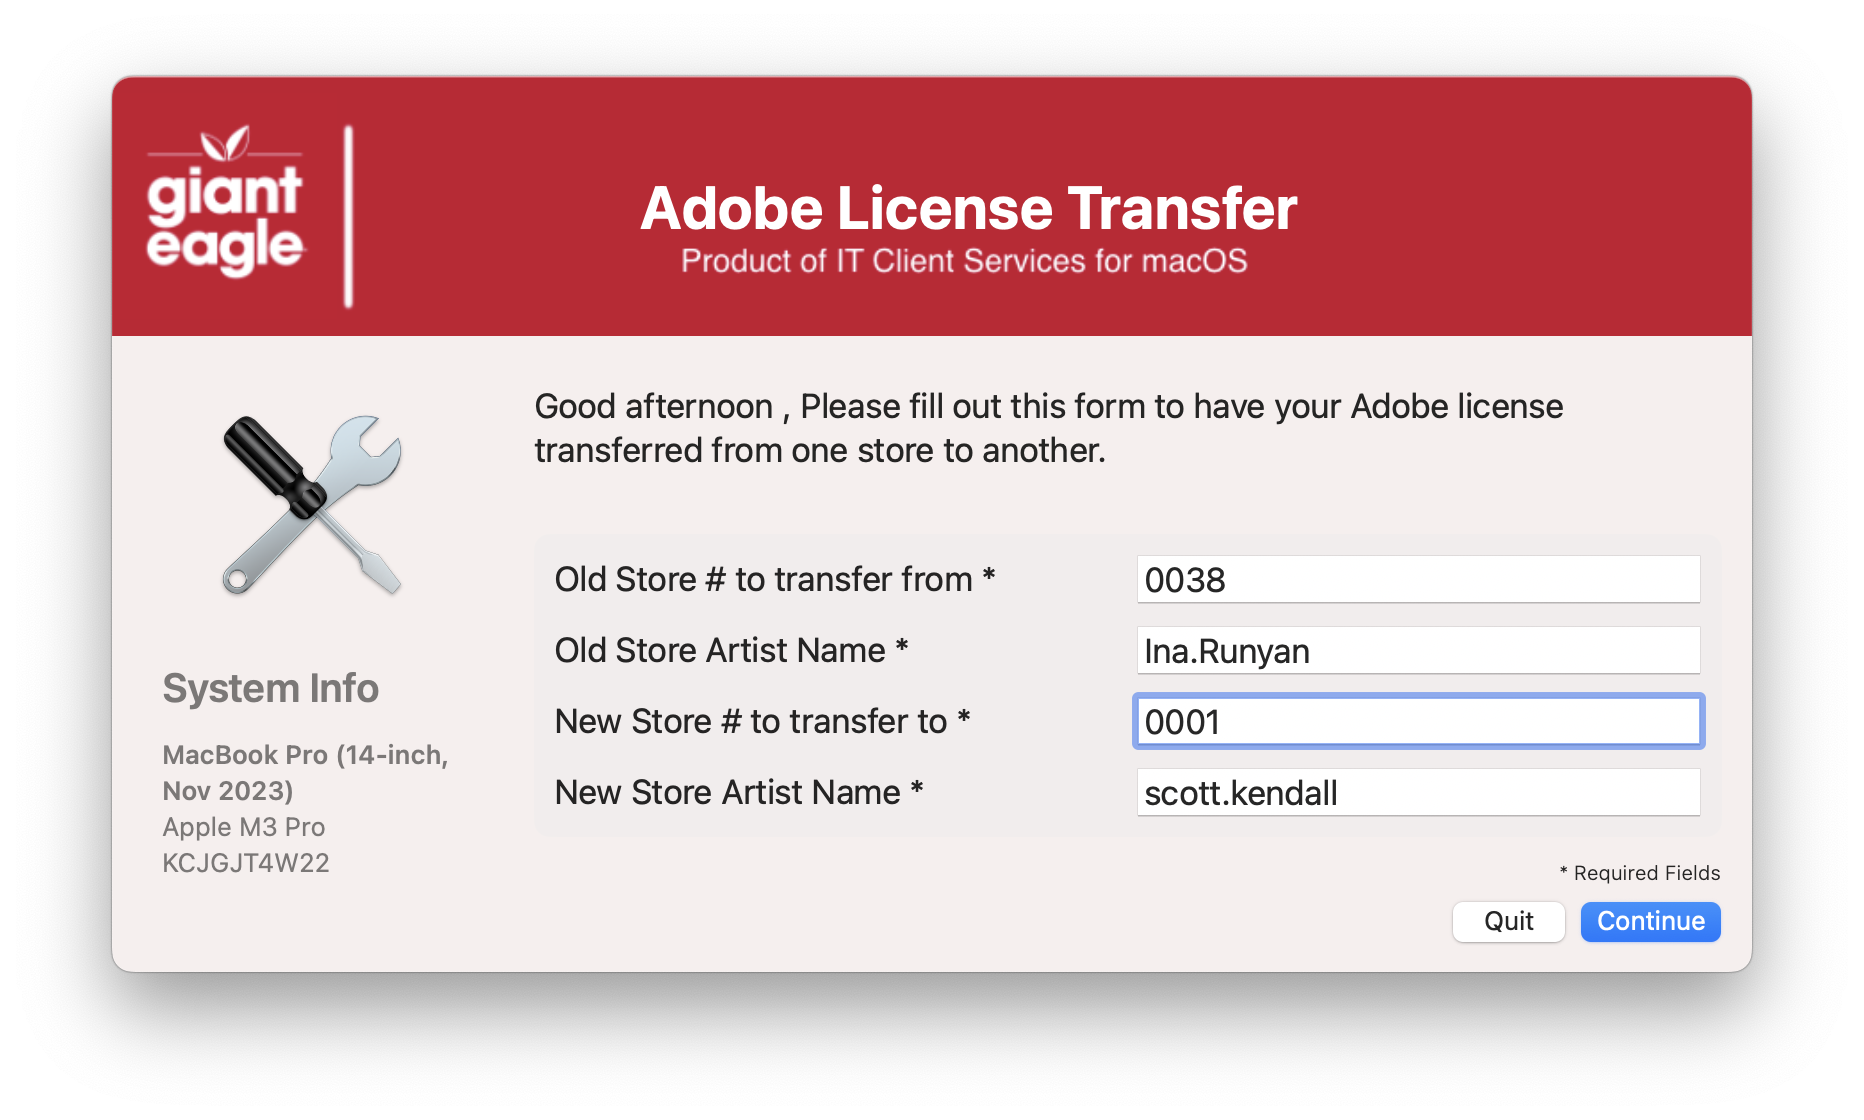 giant
eagle
Adobe License Transfer
Product of IT Client Services for macOS
Good afternoon , Please fill out this form to have your Adobe license
transferred from one store to another.
Old Store # to transfer from *
0038
Old Store Artist Name *
Ina.Runyan
New Store # to transfer to *
0001
New Store Artist Name *
scott.kendall
System Info
MacBook Pro (14-inch,
Nov 2023)
Apple M3 Pro
KCJGJT4W22
* Required Fields
Quit
Continue